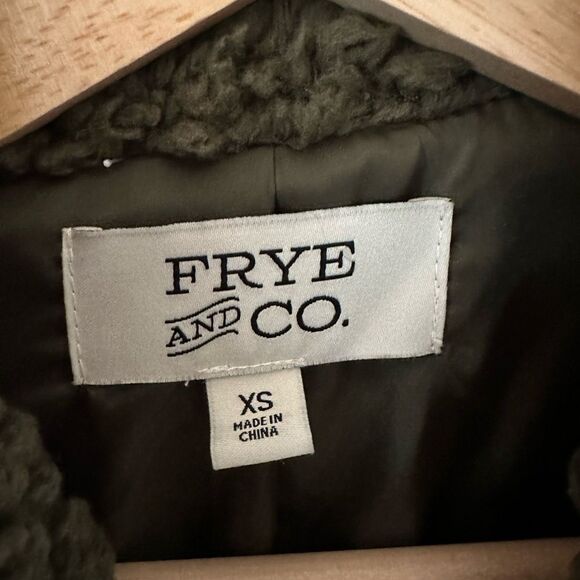 FRYE
AND CO.
XS
MADE IN
CHINA